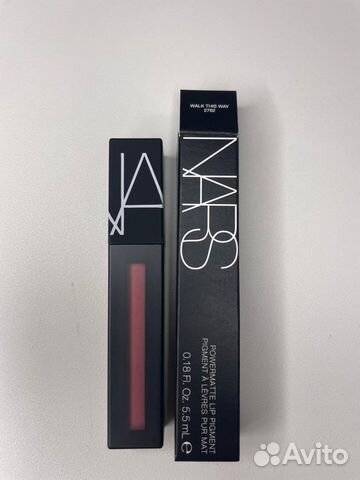 WALK THIS WAY
2762
NARS
NARS
POWERMATTE LIP PIGMENT
PIGMENT À LÈVRES PUR MAT
0.18 Fl. Oz. 5.5 mL ℮
Avito